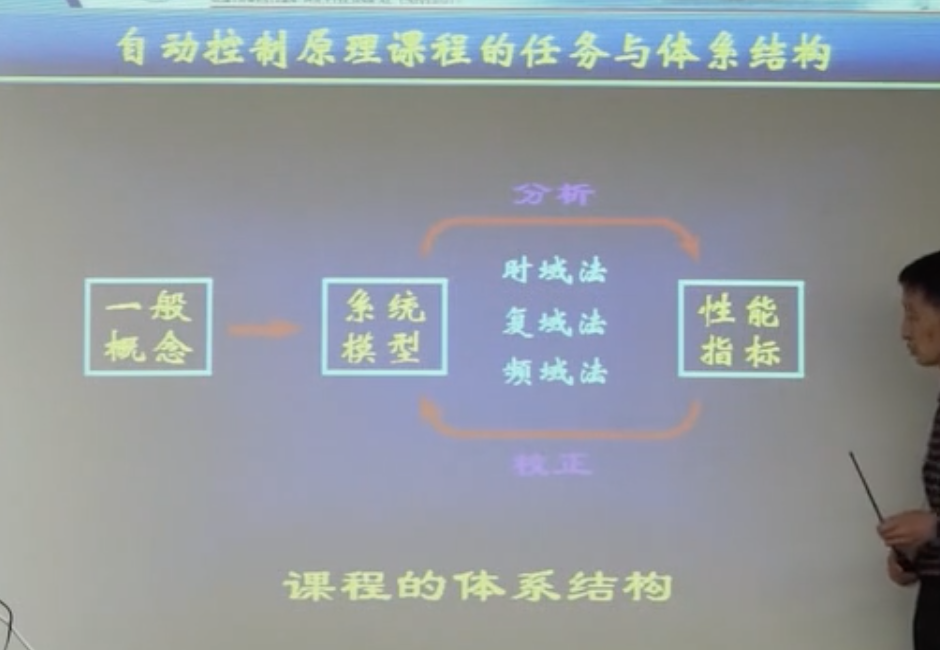 自动控制原理课程的任务与体系结构
分析
一般
概念
系统
模型
时域法
复域法
频域法
性能
指标
校正
课程的体系结构